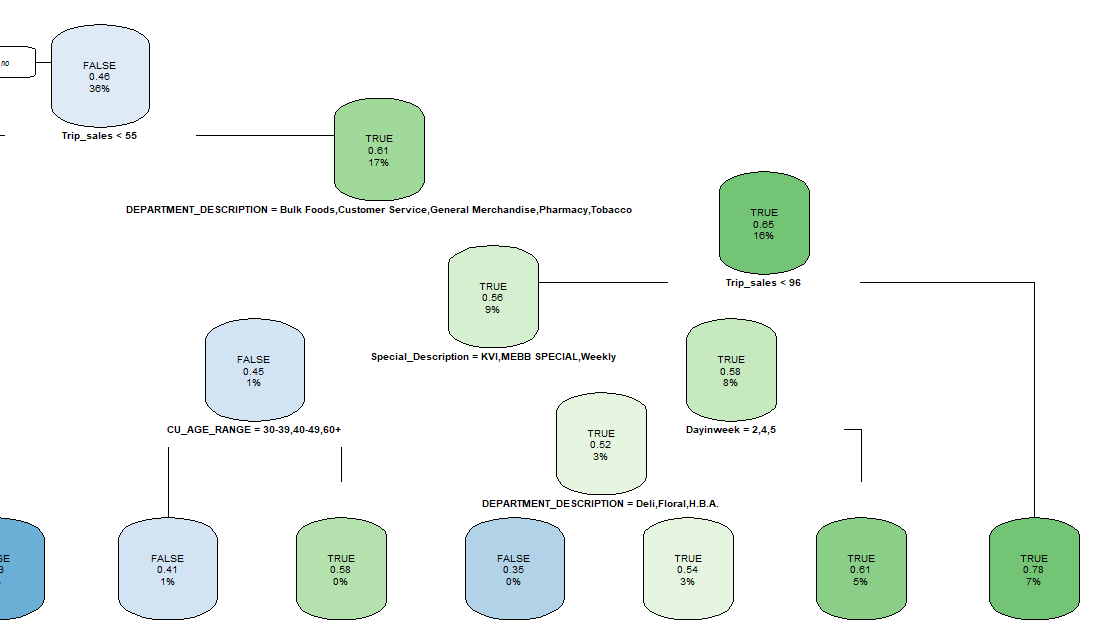 no
FALSE
0.46
36%
Trip_sales < 55
TRUE
0.61
17%
DEPARTMENT_DESCRIPTION = Bulk Foods,Customer Service,General Merchandise,Pharmacy,Tobacco
TRUE
0.65
16%
Trip_sales < 96
TRUE
0.56
9%
Special_Description = KVI,MEBB SPECIAL,Weekly
FALSE
0.45
1%
CU_AGE_RANGE = 30-39,40-49,60+
TRUE
0.58
8%
Dayinweek = 2,4,5
TRUE
0.52
3%
DEPARTMENT_DESCRIPTION = Deli,Floral,H.B.A.
SE
3
FALSE
0.41
1%
TRUE
0.58
0%
FALSE
0.35
0%
TRUE
0.54
3%
TRUE
0.61
5%
TRUE
0.78
7%